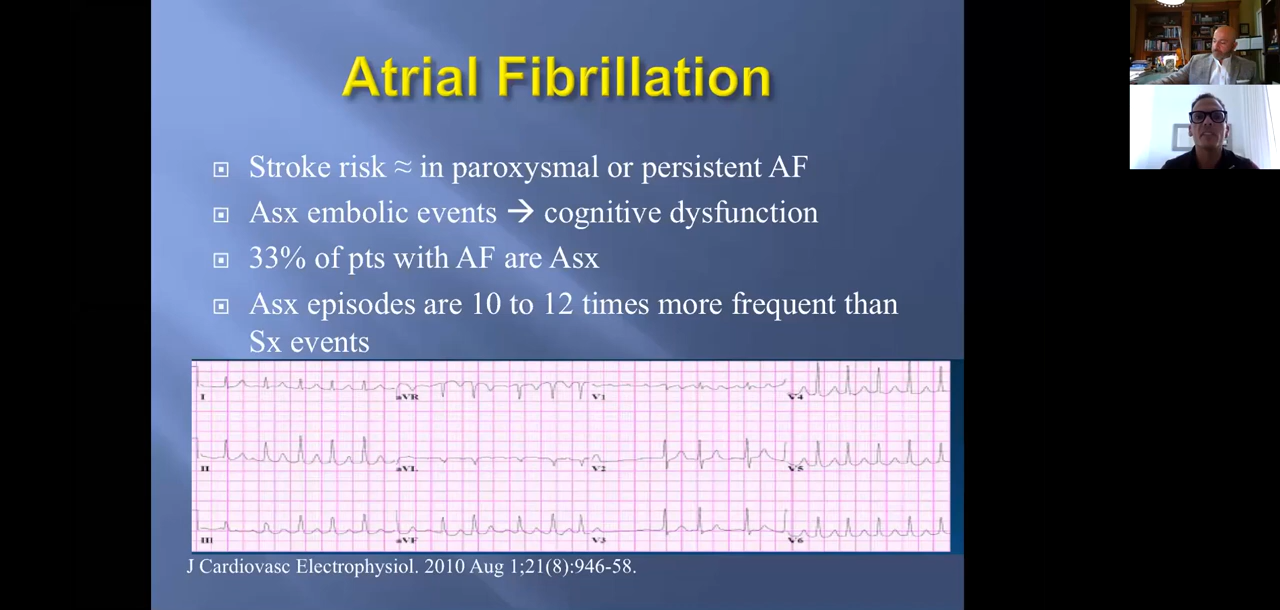 Atrial Fibrillation
Stroke risk ≈ in paroxysmal or persistent AF
Asx embolic events → cognitive dysfunction
33% of pts with AF are Asx
Asx episodes are 10 to 12 times more frequent than
Sx events
I aVR V1 V4
II aVL V2 V5
III aVF V3 V6
J Cardiovasc Electrophysiol. 2010 Aug 1;21(8):946-58.